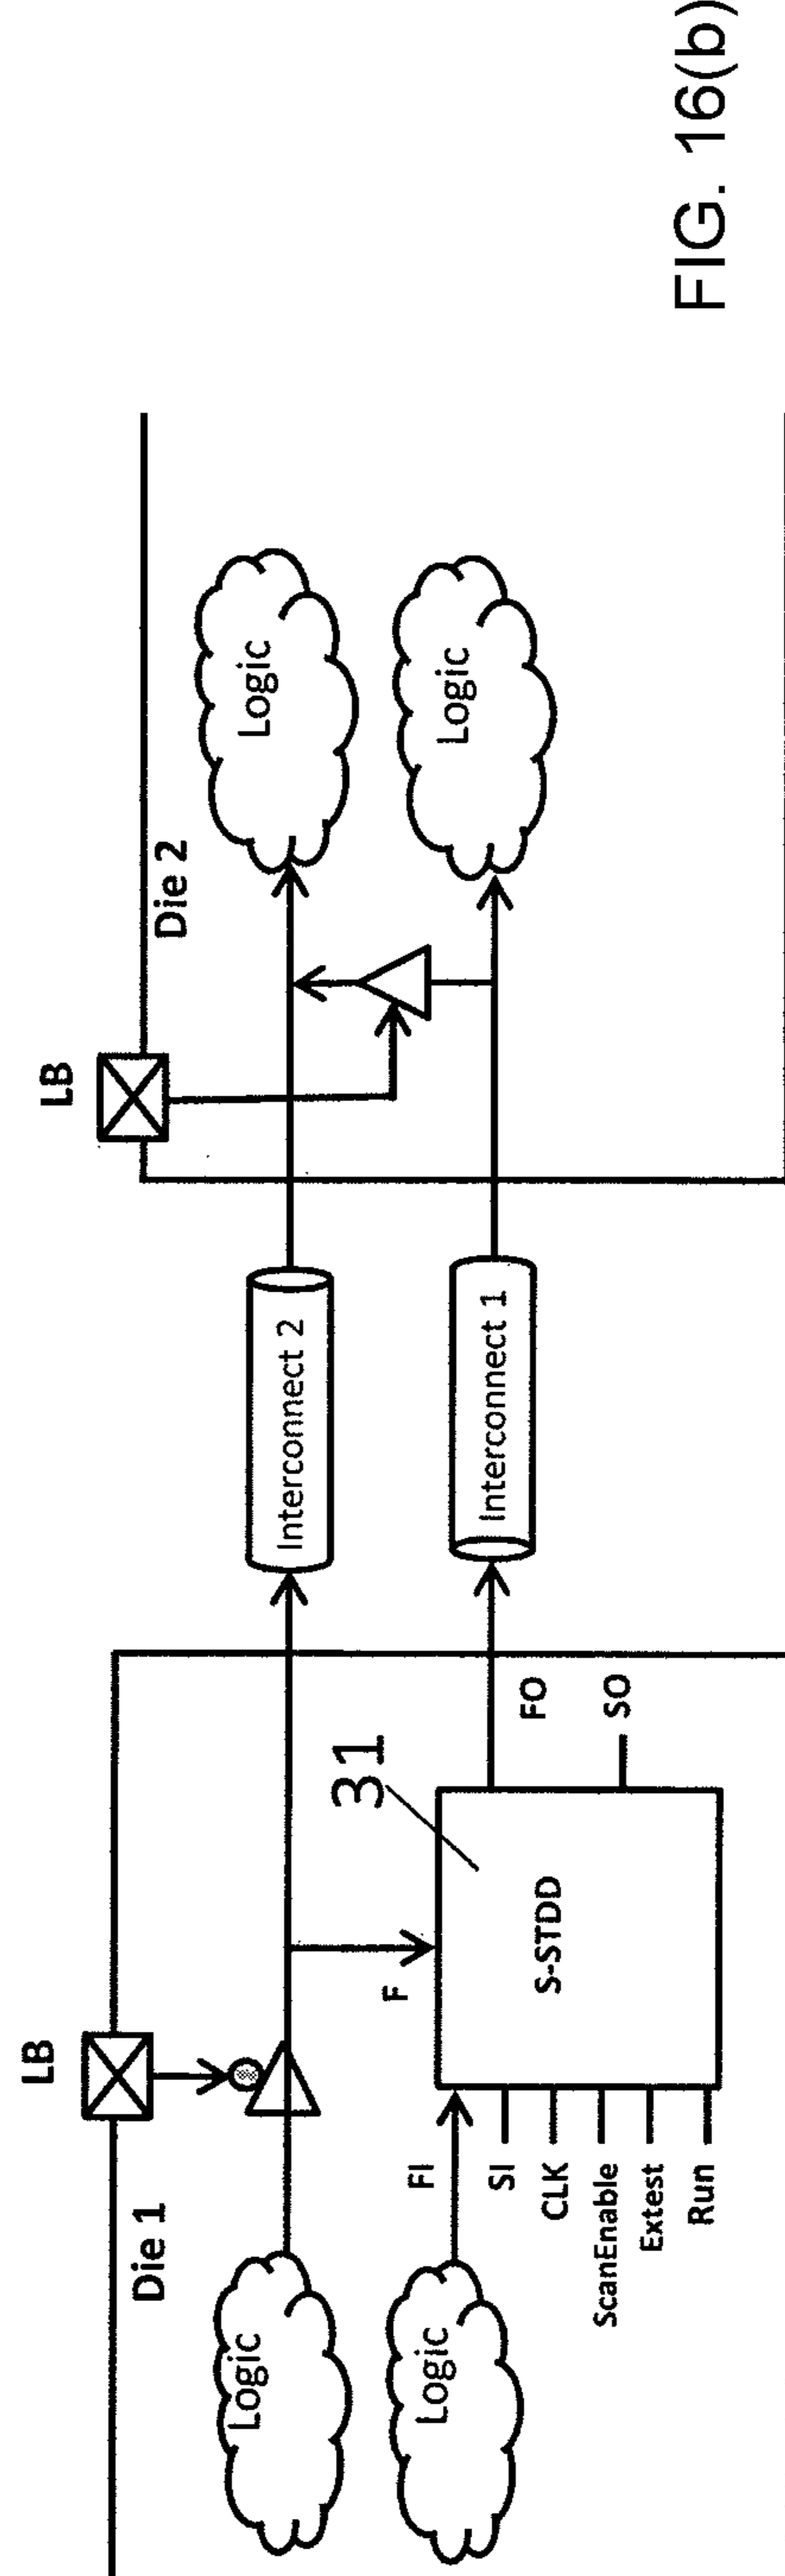 LB
LB
Die 1
Die 2
Logic
Interconnect 2
Logic
31
F
Logic
FI
SI
CLK
ScanEnable
Extest
Run
S-STDD
FO
SO
Interconnect 1
Logic
FIG. 16(b)